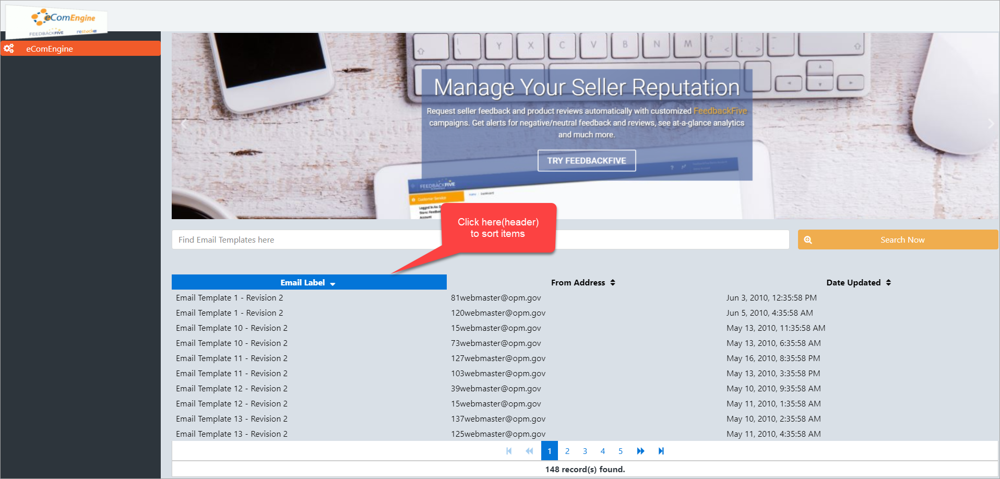 eComEngine
FEEDBACKFIVE
restock
eComEngine
Y X C V B N M
Manage Your Seller Reputation
Request seller feedback and product reviews automatically with customized FeedbackFive
campaigns. Get alerts for negative/neutral feedback and reviews, see at-a-glance analytics
and much more.
TRY FEEDBACKFIVE
FEEDBACKFIVE
Home Dashboard
Customer Service
Logged In As:
Store: Feedba
Account
Click here(header)
to sort items
Find Email Templates here
Search Now
Email Label From Address Date Updated
Email Template 1 - Revision 2 81webmaster@opm.gov Jun 3, 2010, 12:35:58 PM
Email Template 1 - Revision 2 120webmaster@opm.gov Jun 5, 2010, 4:35:58 AM
Email Template 10 - Revision 2 15webmaster@opm.gov May 13, 2010, 11:35:58 AM
Email Template 10 - Revision 2 73webmaster@opm.gov May 13, 2010, 6:35:58 AM
Email Template 11 - Revision 2 127webmaster@opm.gov May 16, 2010, 8:35:58 PM
Email Template 11 - Revision 2 103webmaster@opm.gov May 13, 2010, 3:35:58 PM
Email Template 12 - Revision 2 39webmaster@opm.gov May 10, 2010, 9:35:58 AM
Email Template 12 - Revision 2 15webmaster@opm.gov May 11, 2010, 1:35:58 AM
Email Template 13 - Revision 2 137webmaster@opm.gov May 10, 2010, 2:35:58 AM
Email Template 13 - Revision 2 125webmaster@opm.gov May 11, 2010, 4:35:58 AM
1 2 3 4 5
148 record(s) found.